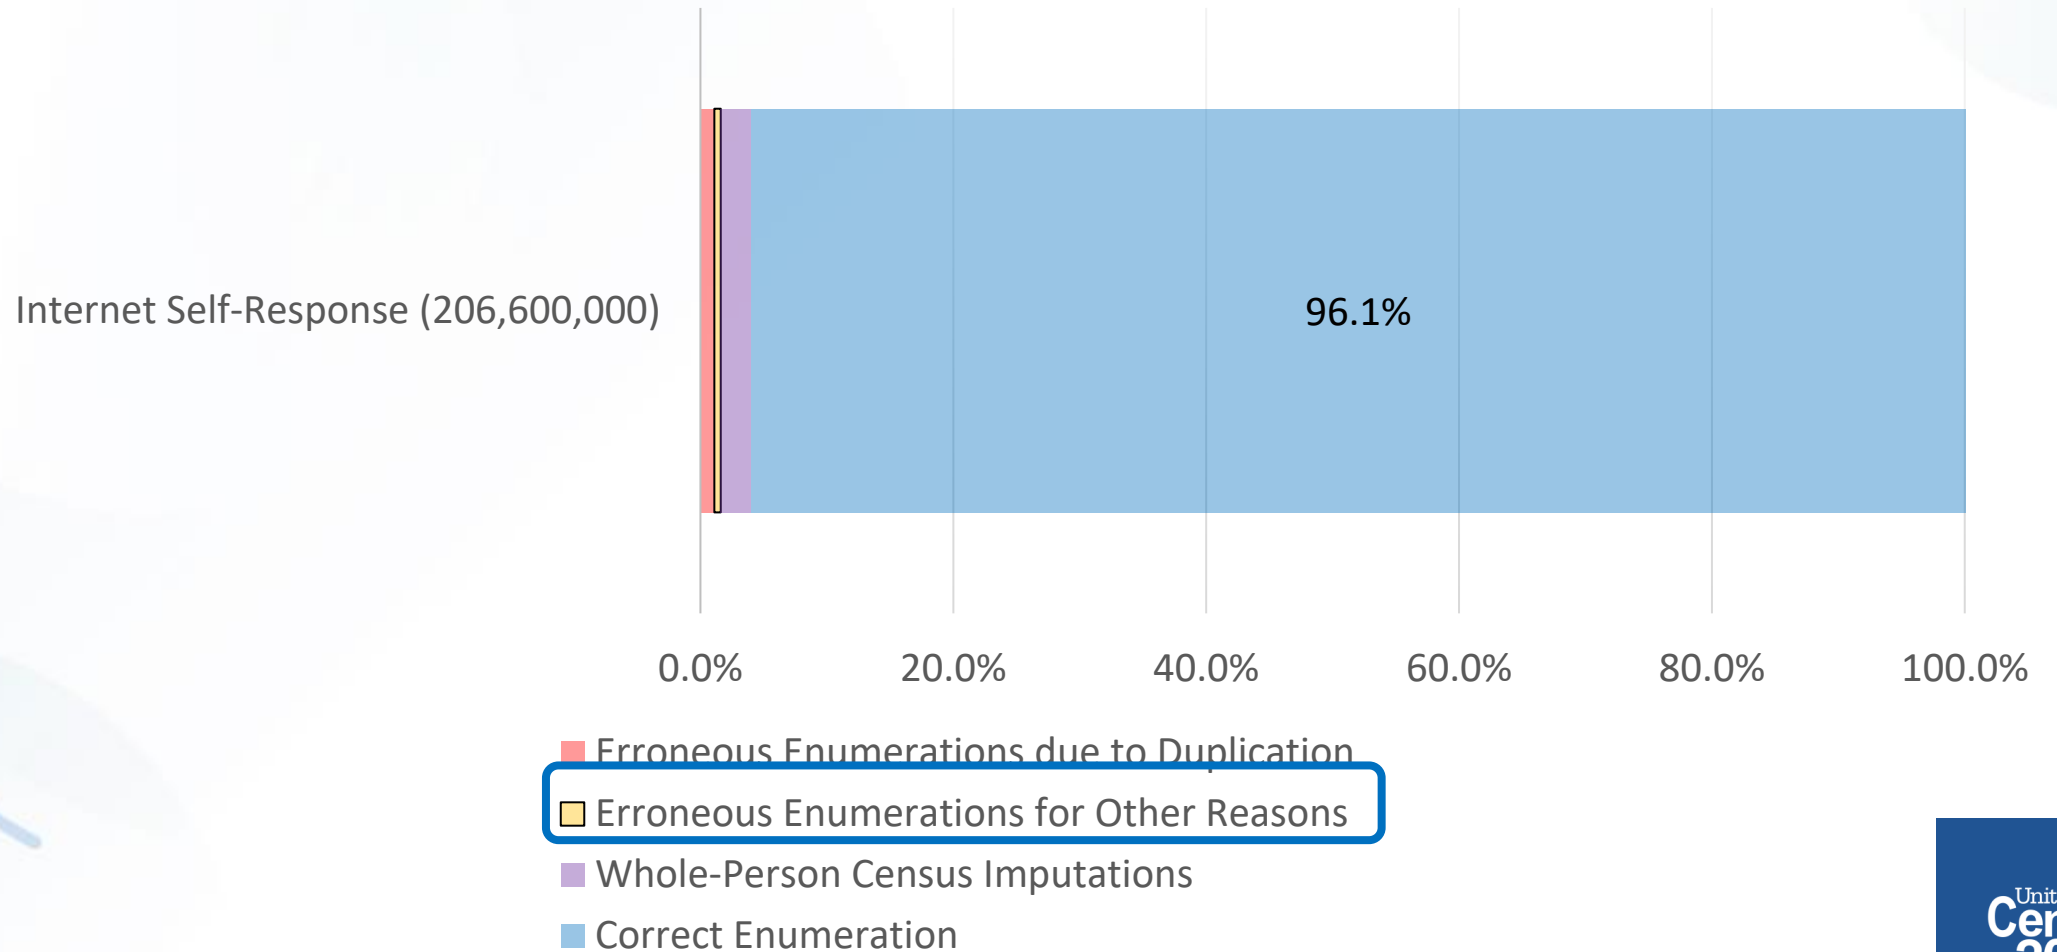 Internet Self-Response (206,600,000)
96.1%
0.0% 20.0% 40.0% 60.0% 80.0% 100.0%
Erroneous Enumerations due to Duplication
Erroneous Enumerations for Other Reasons
Whole-Person Census Imputations
Correct Enumeration